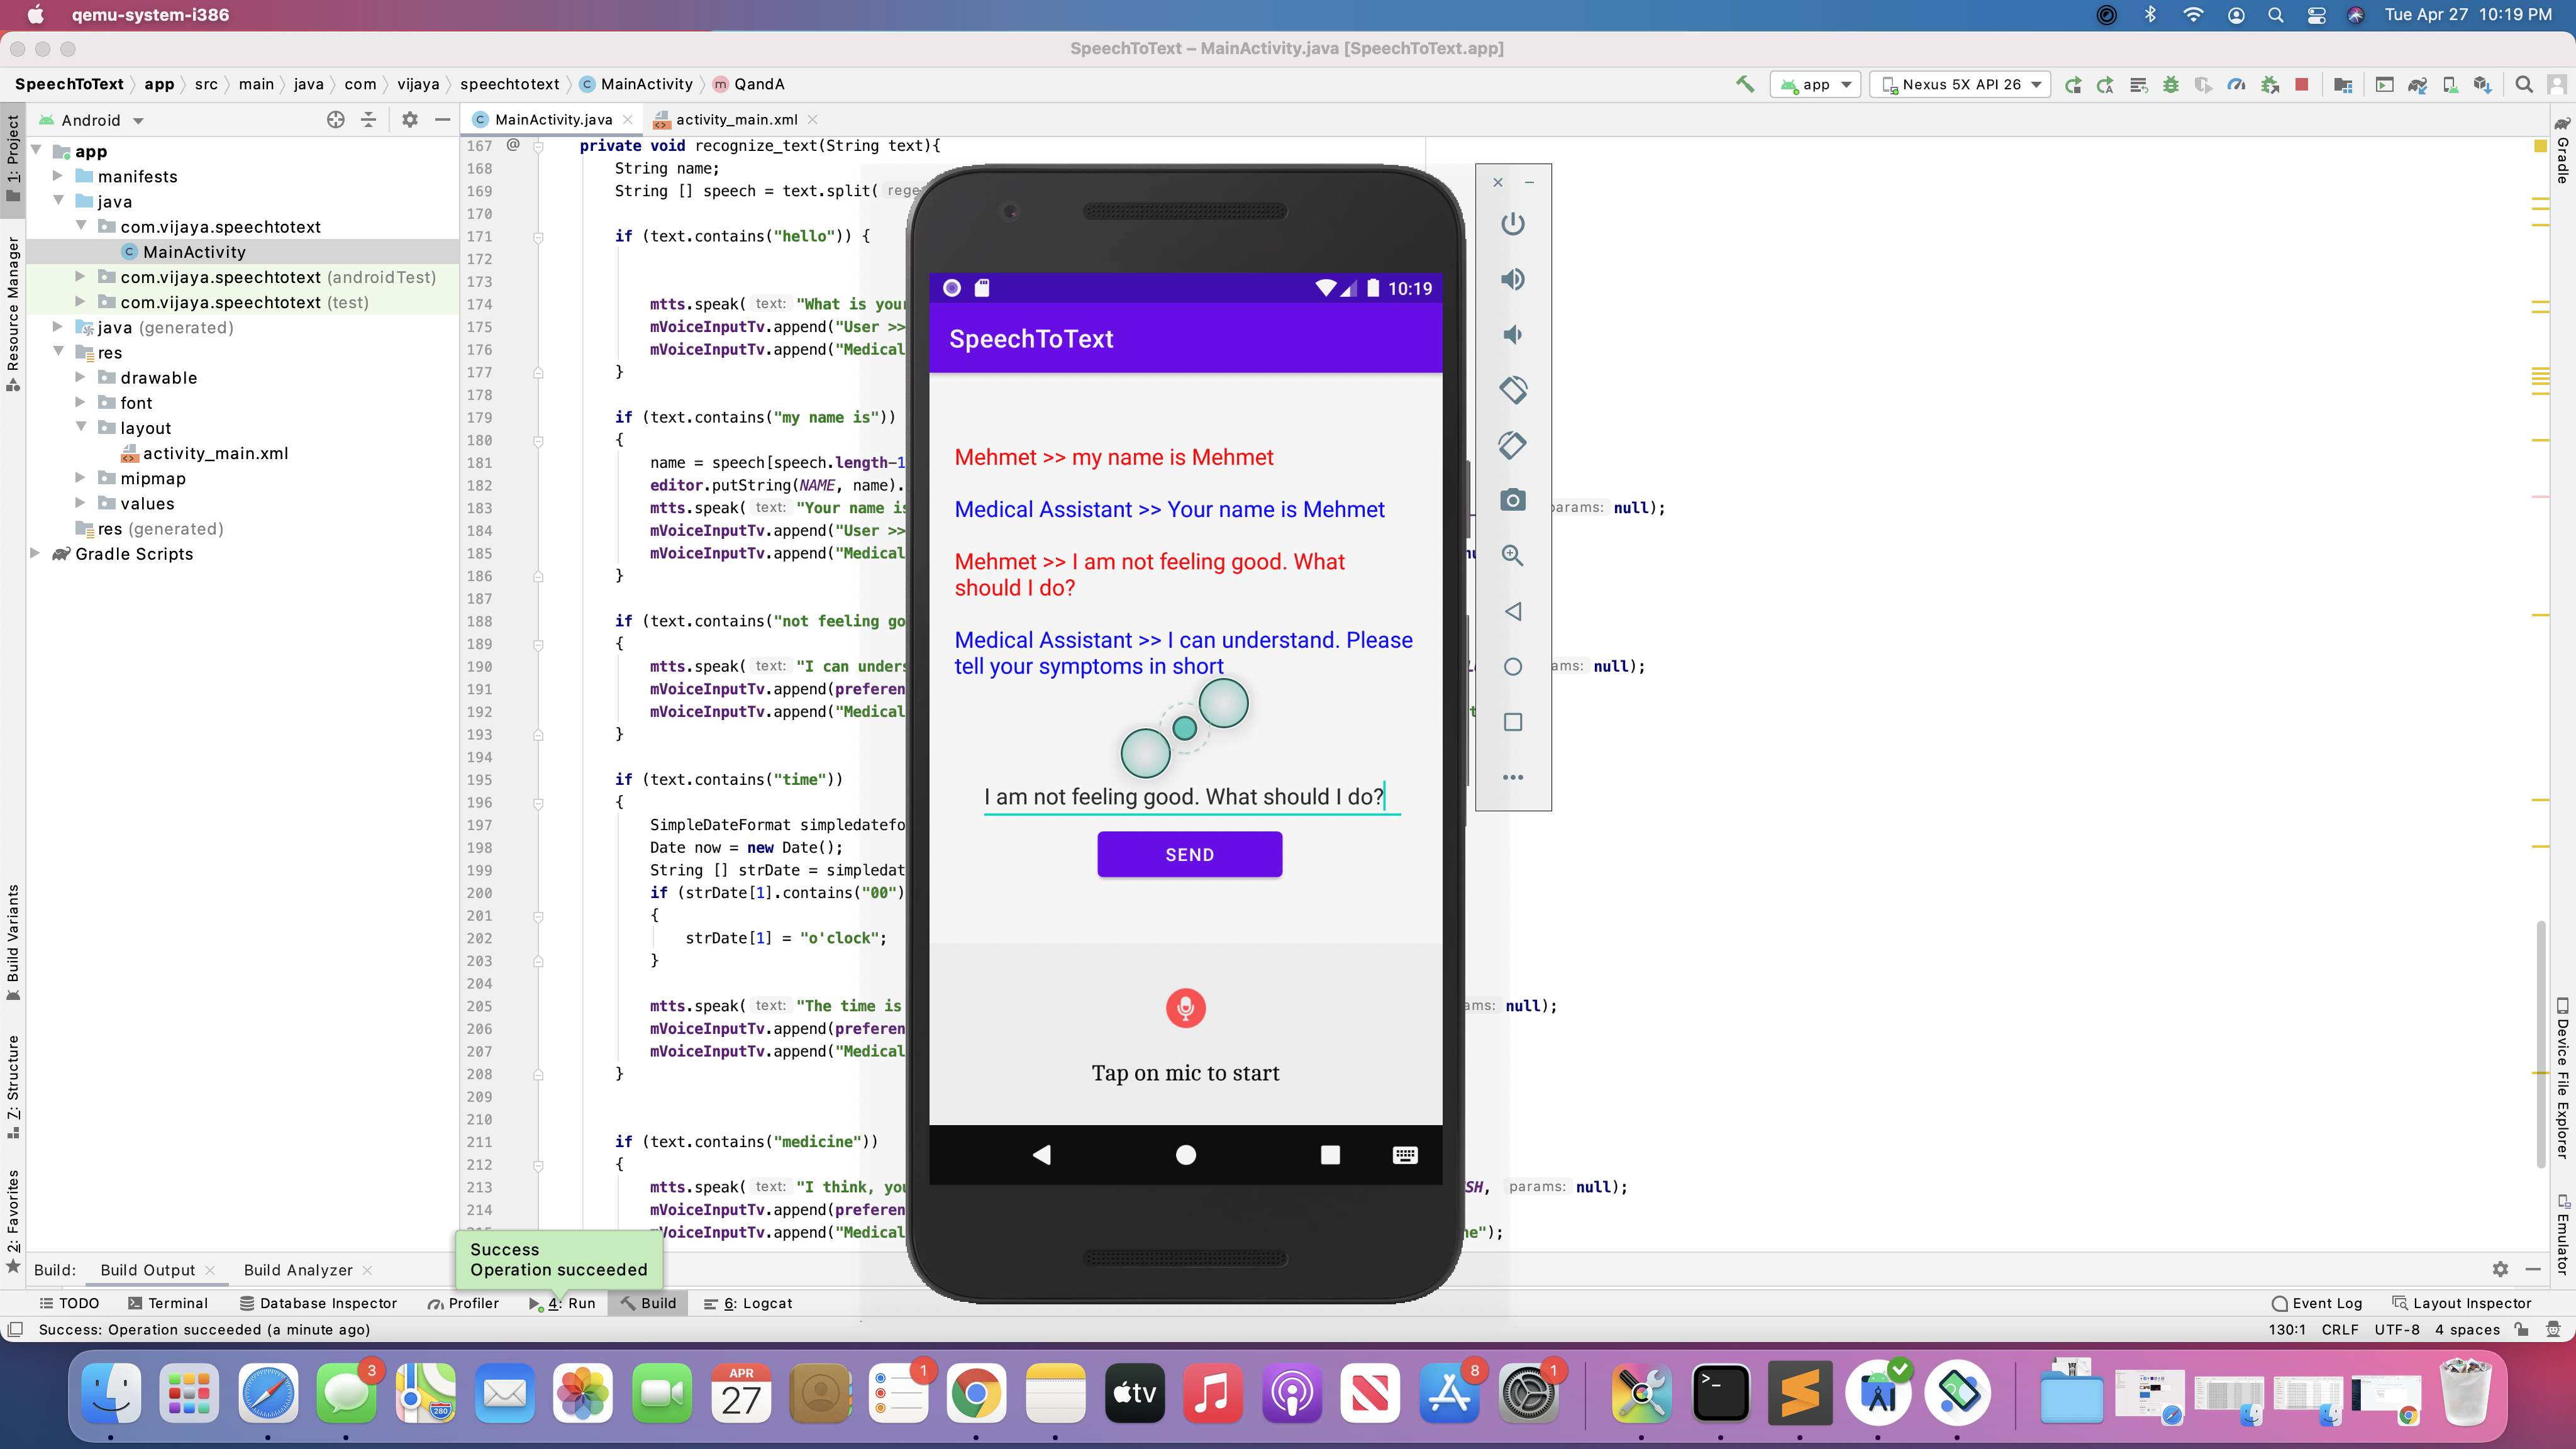 qemu-system-i386
Tue Apr 27 10:19 PM
SpeechToText – MainActivity.java [SpeechToText.app]
SpeechToText app src main java com vijaya speechtotext MainActivity QandA
app
Nexus 5X API 26
Android
MainActivity.java
activity_main.xml
1: Project
Resource Manager
Build Variants
7: Structure
2: Favorites
app
manifests
java
com.vijaya.speechtotext
MainActivity
com.vijaya.speechtotext (androidTest)
com.vijaya.speechtotext (test)
java (generated)
res
drawable
font
layout
activity_main.xml
mipmap
values
res (generated)
Gradle Scripts
167 @ private void recognize_text(String text){
168 String name;
169 String [] speech = text.split( rege
170
171 if (text.contains("hello")) {
172
173
174 mtts.speak( text: "What is your
175 mVoiceInputTv.append("User >>
176 mVoiceInputTv.append("Medical
177 }
178
179 if (text.contains("my name is"))
180 {
181 name = speech[speech.length-1
182 editor.putString(NAME, name).
183 mtts.speak( text: "Your name is params: null);
184 mVoiceInputTv.append("User >>
185 mVoiceInputTv.append("Medical
186 }
187
188 if (text.contains("not feeling go
189 {
190 mtts.speak( text: "I can unders ams: null);
191 mVoiceInputTv.append(preferen
192 mVoiceInputTv.append("Medical
193 }
194
195 if (text.contains("time"))
196 {
197 SimpleDateFormat simpledatefo
198 Date now = new Date();
199 String [] strDate = simpledat
200 if (strDate[1].contains("00")
201 {
202 strDate[1] = "o'clock";
203 }
204
205 mtts.speak( text: "The time is ams: null);
206 mVoiceInputTv.append(preferen
207 mVoiceInputTv.append("Medical
208 }
209
210
211 if (text.contains("medicine"))
212 {
213 mtts.speak( text: "I think, you SH, params: null);
214 mVoiceInputTv.append(preferen
mVoiceInputTv.append("Medical ne");
10:19
SpeechToText
Mehmet >> my name is Mehmet
Medical Assistant >> Your name is Mehmet
Mehmet >> I am not feeling good. What
should I do?
Medical Assistant >> I can understand. Please
tell your symptoms in short
I am not feeling good. What should I do?
SEND
Tap on mic to start
Gradle
Device File Explorer
Emulator
Success
Operation succeeded
Build: Build Output Build Analyzer
TODO Terminal Database Inspector Profiler 4: Run Build 6: Logcat
Event Log Layout Inspector
Success: Operation succeeded (a minute ago)
130:1 CRLF UTF-8 4 spaces
3
280
APR
27
1
tv
8
1
>_